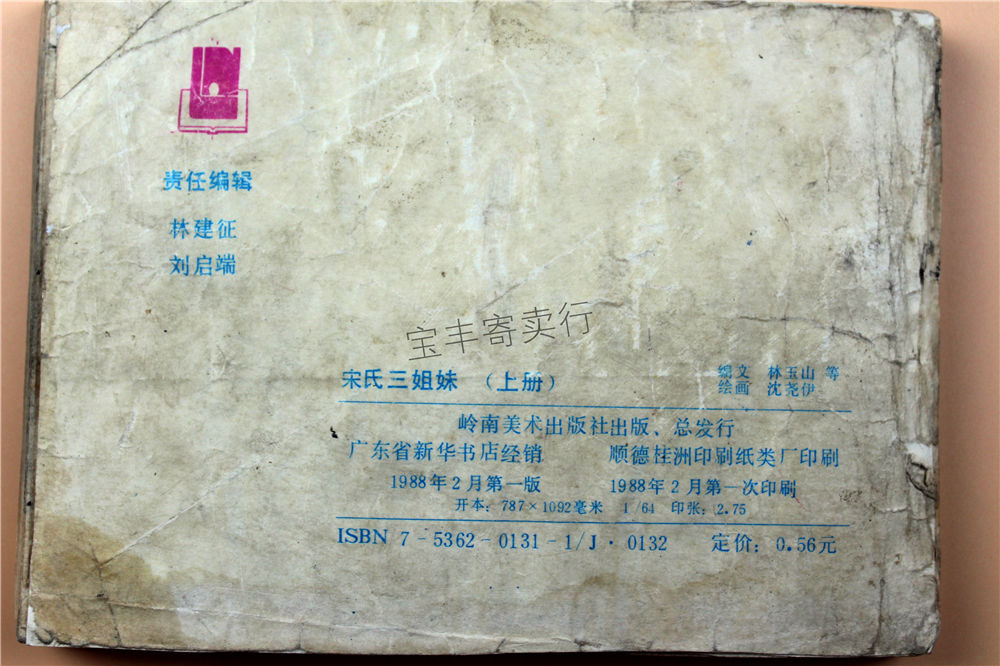 责任编辑
林建征
刘启端
宝丰寄卖行
宋氏三姐妹 （上册）
编文 林玉山 等
绘画 沈尧伊
岭南美术出版社出版、总发行
广东省新华书店经销 顺德桂洲印刷纸类厂印刷
1988年2月第一版 1988年2月第一次印刷
开本：787×1092毫米 1/64 印张：2.75
ISBN 7-5362-0131-1/J·0132 定价：0.56元